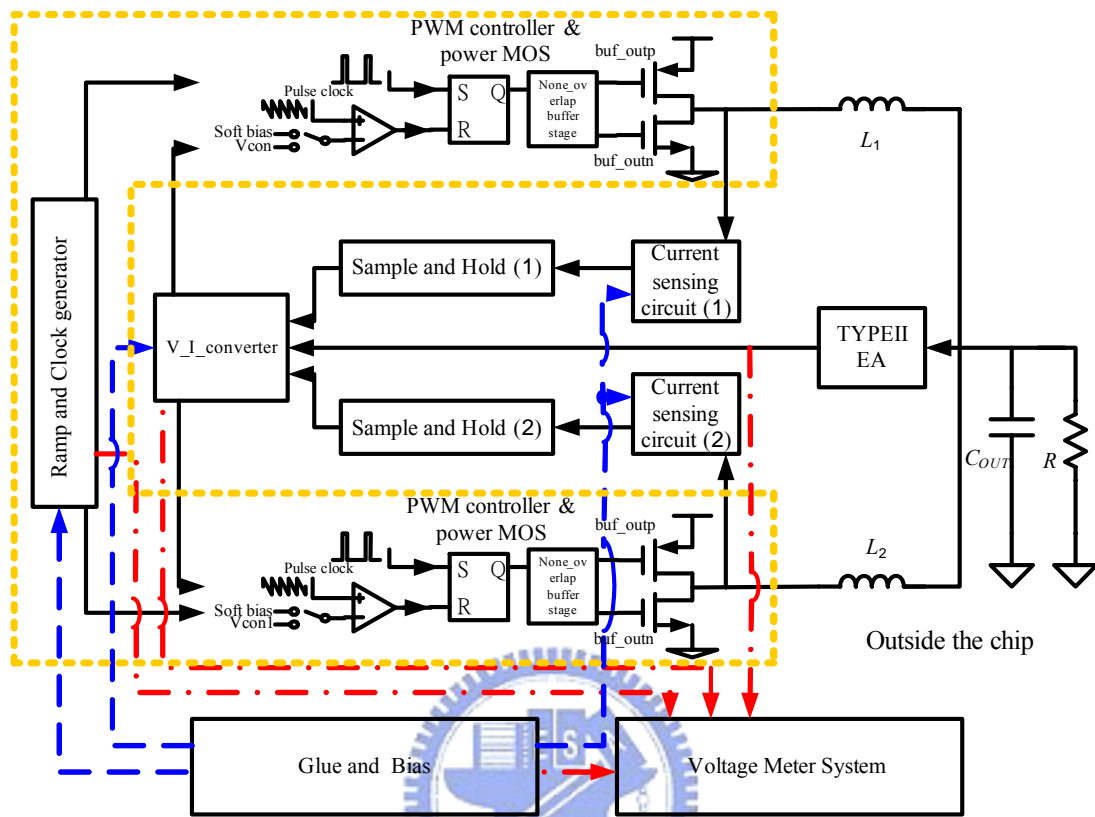 PWM controller &
power MOS
Pulse clock
Soft bias
Vcon
+
−
S
R
Q
None_ov
erlap
buffer
stage
buf_outp
buf_outn
L1
Ramp and Clock generator
Sample and Hold (1)
Current
sensing
circuit (1)
V_I_converter
TYPEII
EA
Sample and Hold (2)
Current
sensing
circuit (2)
COUT
R
PWM controller &
power MOS
Pulse clock
Soft bias
Vcon1
+
−
S
R
Q
None_ov
erlap
buffer
stage
buf_outp
buf_outn
L2
Outside the chip
Glue and Bias
Voltage Meter System